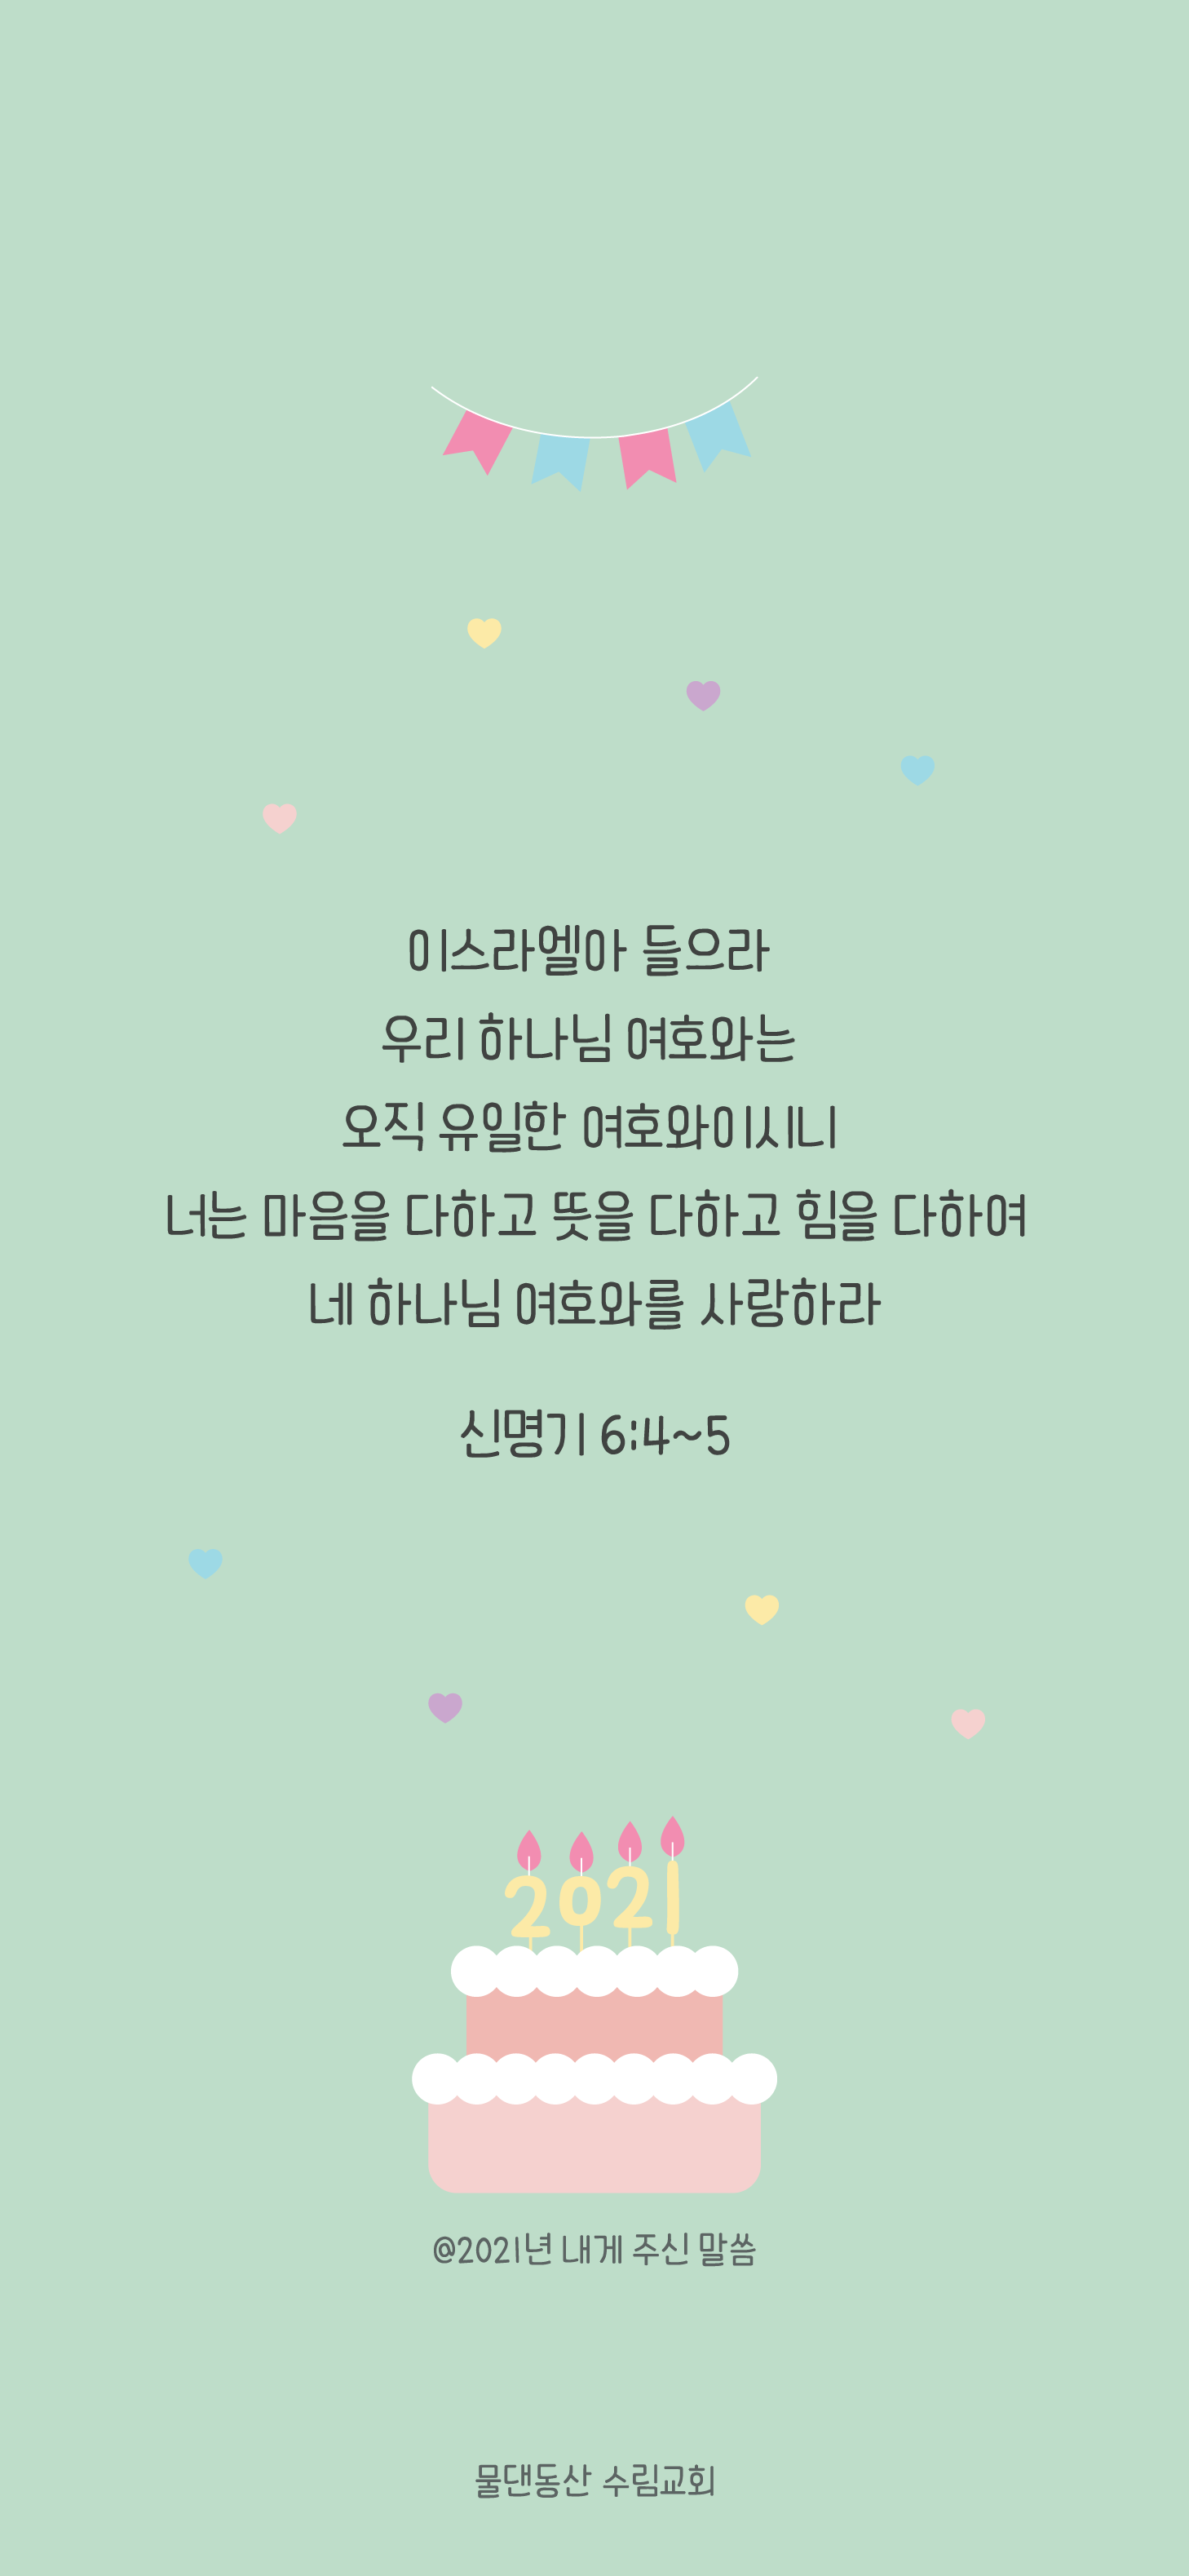 이스라엘아 들으라
우리 하나님 여호와는
오직 유일한 여호와이시니
너는 마음을 다하고 뜻을 다하고 힘을 다하여
네 하나님 여호와를 사랑하라
신명기 6:4~5
2021
@2021년 내게 주신 말씀
물댄동산 수림교회